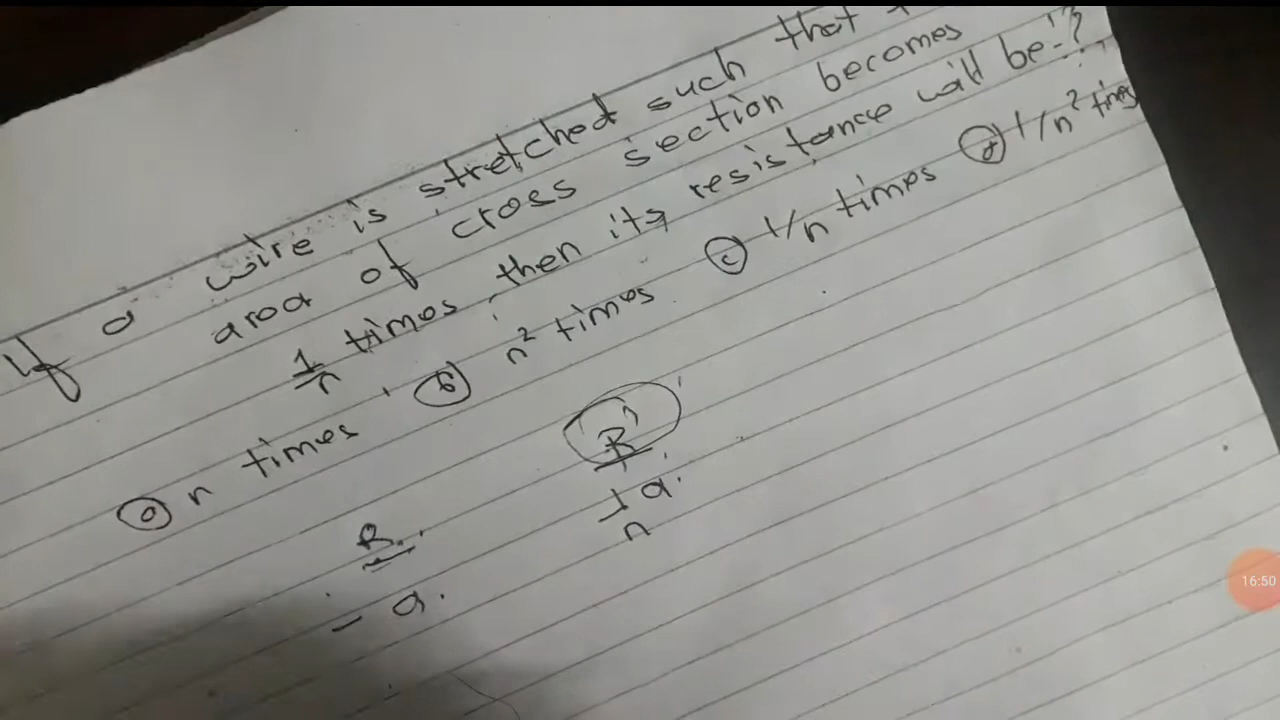 If a wire is stretched such that
area of cross section becomes
1/n times, then its resistance will be:?
(a) n times (b) n² times (c) 1/n times (d) 1/n² times
R
a.
R'
1/n a.
16:50